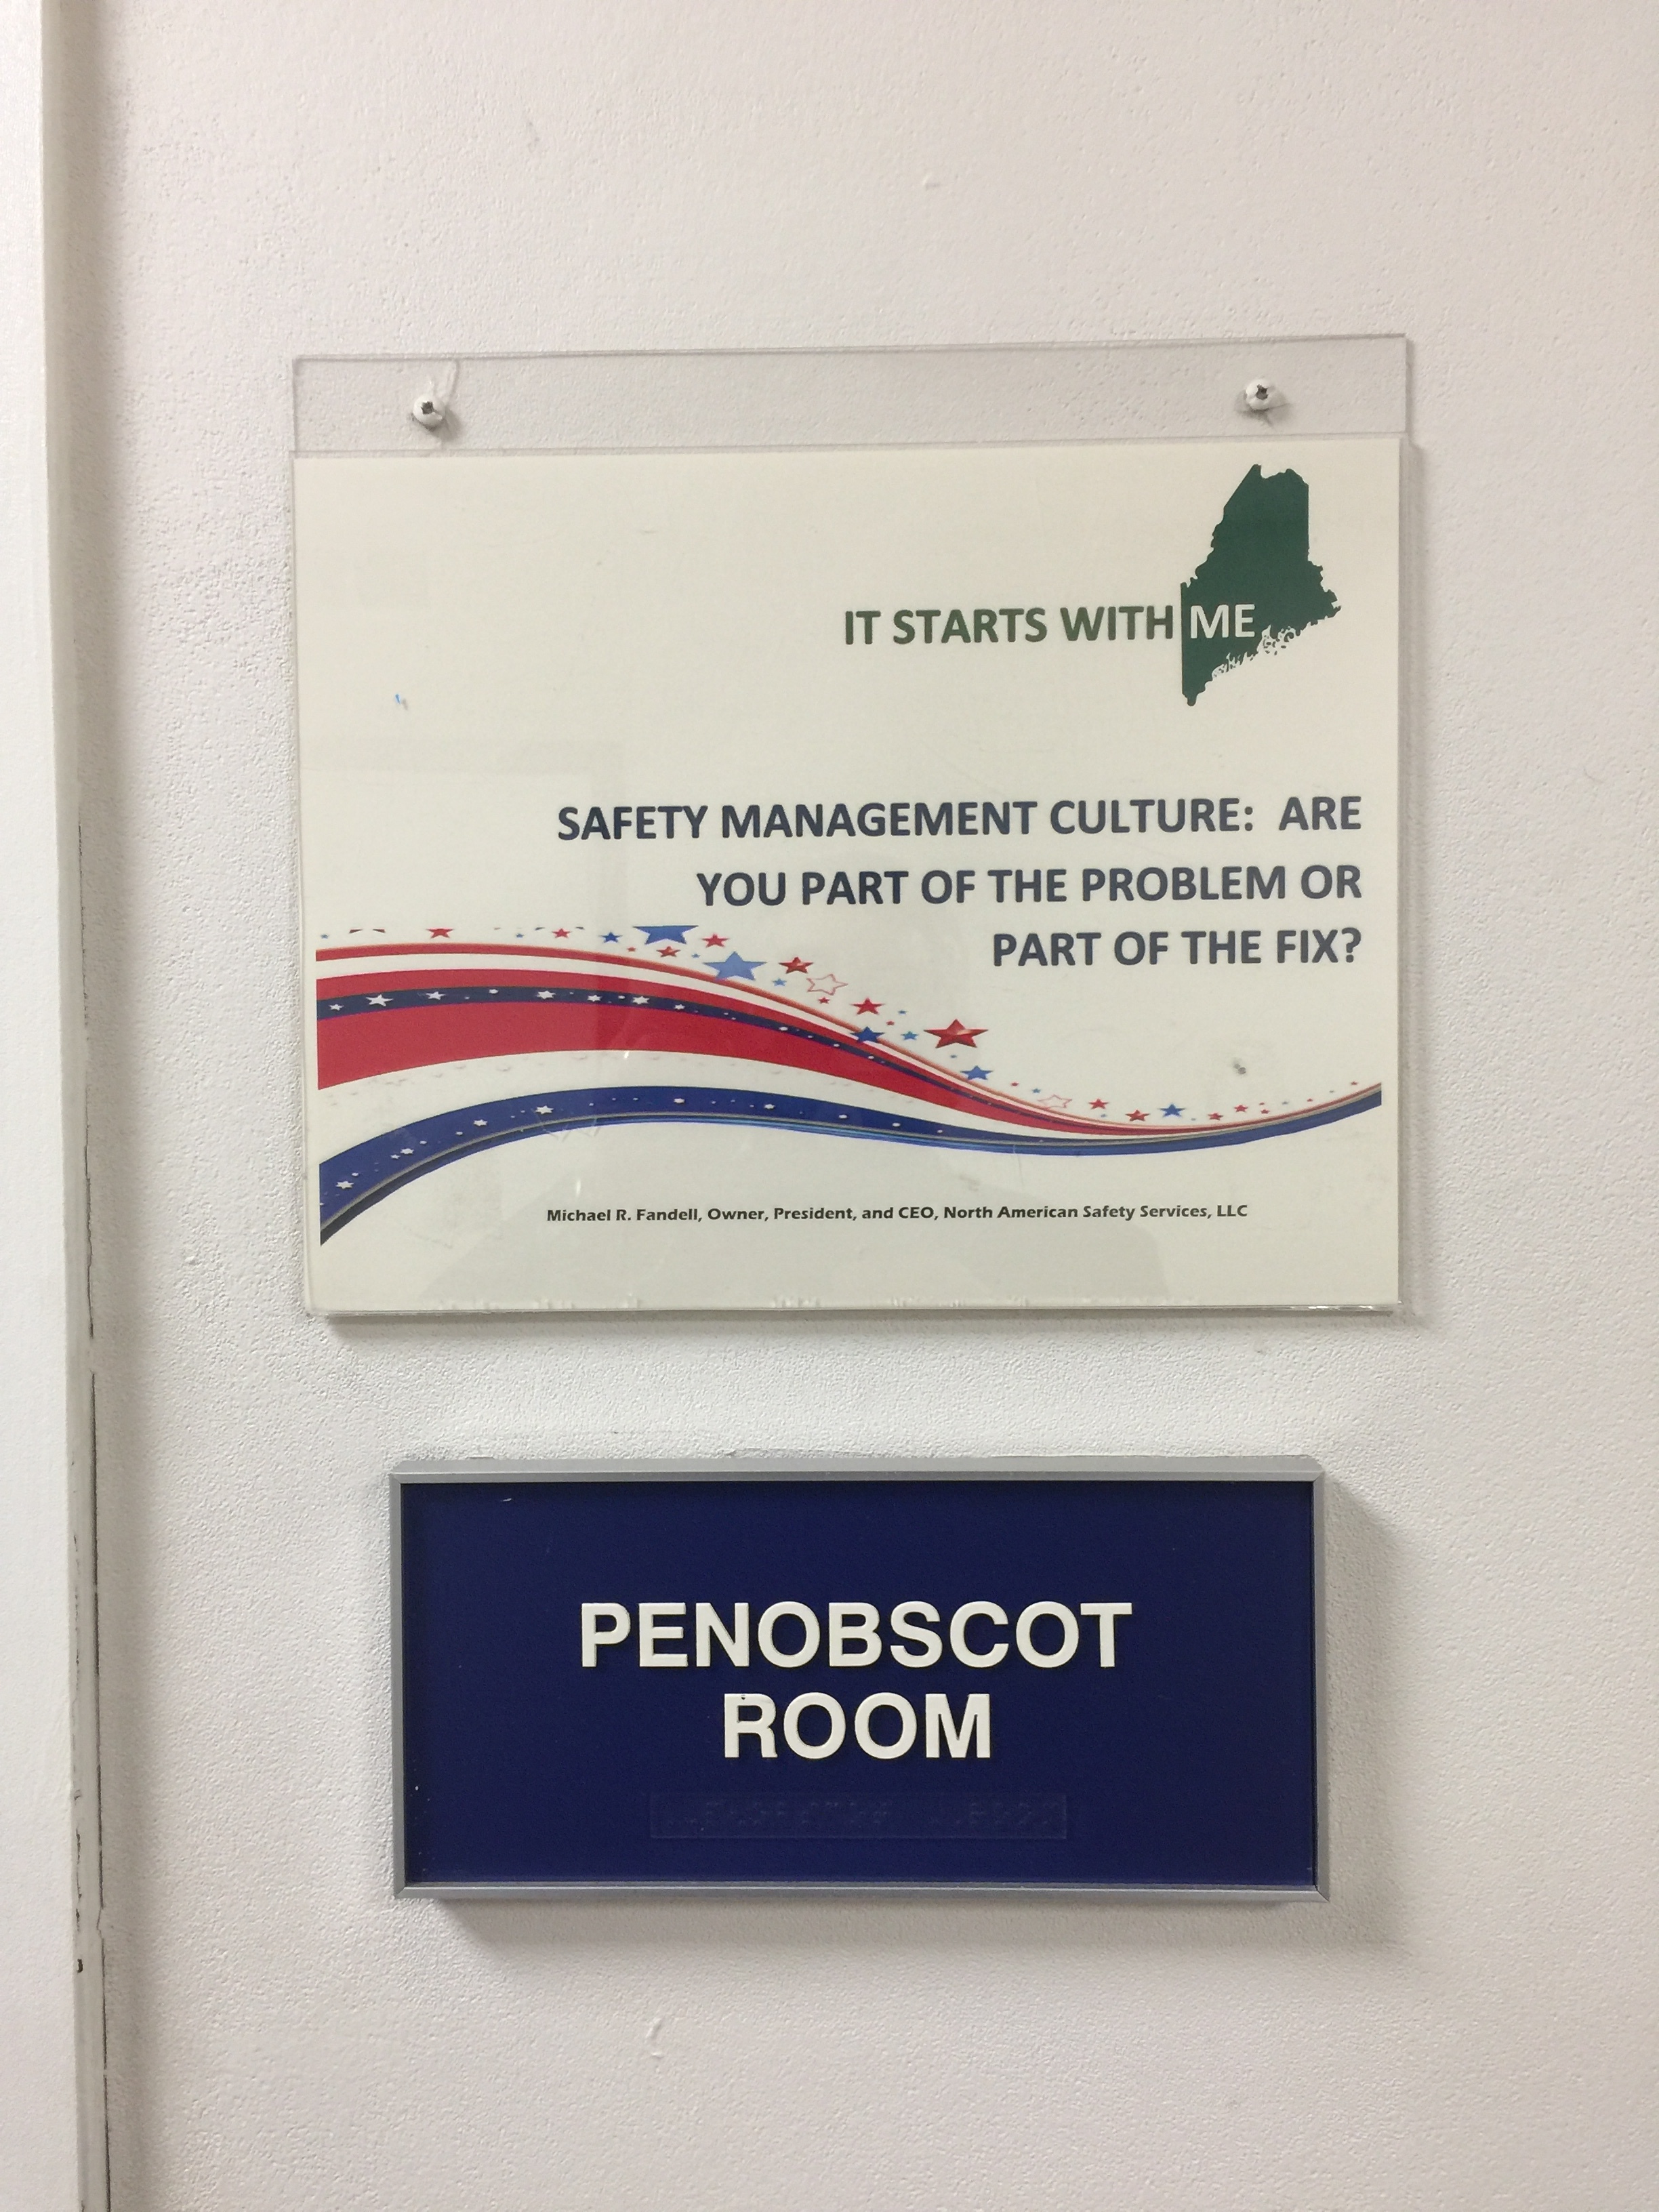 IT STARTS WITH ME
SAFETY MANAGEMENT CULTURE: ARE
YOU PART OF THE PROBLEM OR
PART OF THE FIX?
Michael R. Fandell, Owner, President, and CEO, North American Safety Services, LLC
PENOBSCOT
ROOM